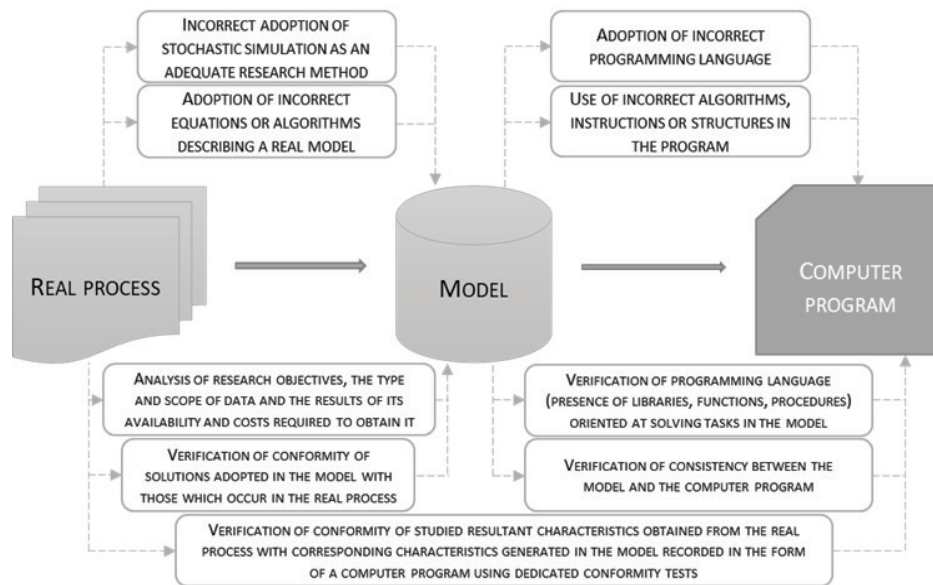 INCORRECT ADOPTION OF
STOCHASTIC SIMULATION AS AN
ADEQUATE RESEARCH METHOD
ADOPTION OF INCORRECT
EQUATIONS OR ALGORITHMS
DESCRIBING A REAL MODEL
ADOPTION OF INCORRECT
PROGRAMMING LANGUAGE
USE OF INCORRECT ALGORITHMS,
INSTRUCTIONS OR STRUCTURES IN
THE PROGRAM
REAL PROCESS
MODEL
COMPUTER
PROGRAM
ANALYSIS OF RESEARCH OBJECTIVES, THE TYPE
AND SCOPE OF DATA AND THE RESULTS OF ITS
AVAILABILITY AND COSTS REQUIRED TO OBTAIN IT
VERIFICATION OF CONFORMITY OF
SOLUTIONS ADOPTED IN THE MODEL WITH
THOSE WHICH OCCUR IN THE REAL PROCESS
VERIFICATION OF PROGRAMMING LANGUAGE
(PRESENCE OF LIBRARIES, FUNCTIONS, PROCEDURES)
ORIENTED AT SOLVING TASKS IN THE MODEL
VERIFICATION OF CONSISTENCY BETWEEN THE
MODEL AND THE COMPUTER PROGRAM
VERIFICATION OF CONFORMITY OF STUDIED RESULTANT CHARACTERISTICS OBTAINED FROM THE REAL
PROCESS WITH CORRESPONDING CHARACTERISTICS GENERATED IN THE MODEL RECORDED IN THE FORM
OF A COMPUTER PROGRAM USING DEDICATED CONFORMITY TESTS